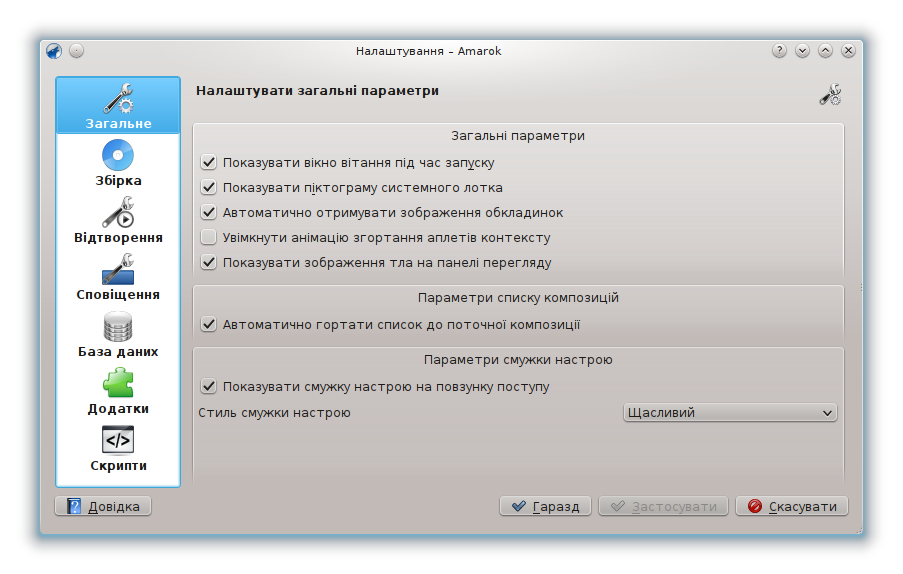 Налаштування – Amarok
Загальне
Збірка
Відтворення
Сповіщення
База даних
Додатки
Скрипти
Налаштувати загальні параметри
Загальні параметри
Показувати вікно вітання під час запуску
Показувати піктограму системного лотка
Автоматично отримувати зображення обкладинок
Увімкнути анімацію згортання аплетів контексту
Показувати зображення тла на панелі перегляду
Параметри списку композицій
Автоматично гортати список до поточної композиції
Параметри смужки настрою
Показувати смужку настрою на повзунку поступу
Стиль смужки настрою Щасливий
Довідка Гаразд Застосувати Скасувати